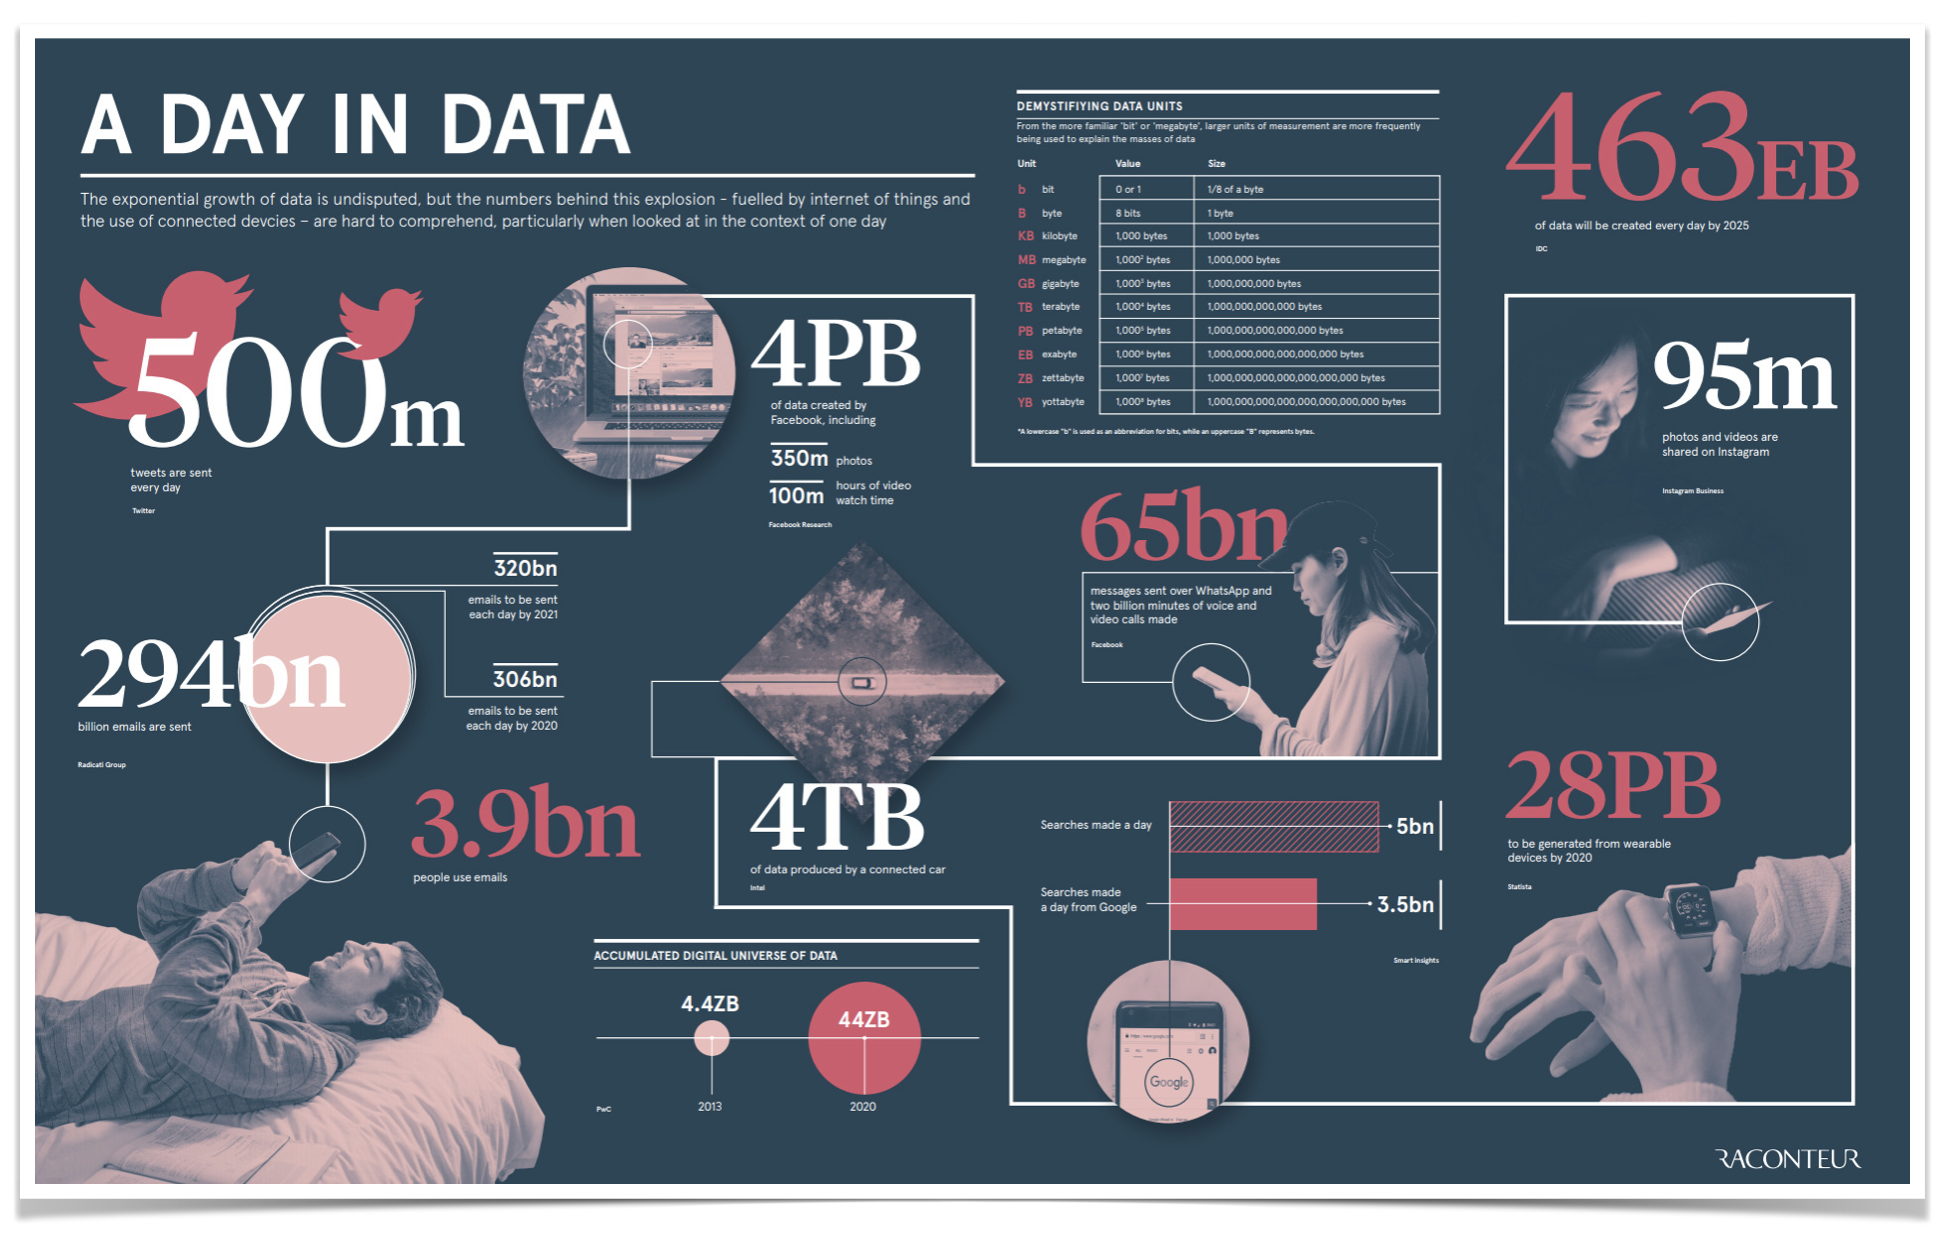 A DAY IN DATA
The exponential growth of data is undisputed, but the numbers behind this explosion - fuelled by internet of things and
the use of connected devcies – are hard to comprehend, particularly when looked at in the context of one day
500m
tweets are sent
every day
Twitter
4PB
of data created by
Facebook, including
350m photos
100m hours of video
watch time
Facebook Research
DEMYSTIFIYING DATA UNITS
From the more familiar 'bit' or 'megabyte', larger units of measurement are more frequently
being used to explain the masses of data
Unit Value Size
b bit 0 or 1 1/8 of a byte
B byte 8 bits 1 byte
KB kilobyte 1,000 bytes 1,000 bytes
MB megabyte 1,000² bytes 1,000,000 bytes
GB gigabyte 1,000³ bytes 1,000,000,000 bytes
TB terabyte 1,000⁴ bytes 1,000,000,000,000 bytes
PB petabyte 1,000⁵ bytes 1,000,000,000,000,000 bytes
EB exabyte 1,000⁶ bytes 1,000,000,000,000,000,000 bytes
ZB zettabyte 1,000⁷ bytes 1,000,000,000,000,000,000,000 bytes
YB yottabyte 1,000⁸ bytes 1,000,000,000,000,000,000,000,000 bytes
*A lowercase "b" is used as an abbreviation for bits, while an uppercase "B" represents bytes.
463EB
of data will be created every day by 2025
IDC
95m
photos and videos are
shared on Instagram
Instagram Business
65bn
messages sent over WhatsApp and
two billion minutes of voice and
video calls made
Facebook
320bn
emails to be sent
each day by 2021
294bn
billion emails are sent
Radicati Group
306bn
emails to be sent
each day by 2020
3.9bn
people use emails
4TB
of data produced by a connected car
Intel
Searches made a day 5bn
Searches made
a day from Google 3.5bn
Smart Insights
Google
28PB
to be generated from wearable
devices by 2020
Statista
ACCUMULATED DIGITAL UNIVERSE OF DATA
4.4ZB
44ZB
2013
2020
PwC
RACONTEUR